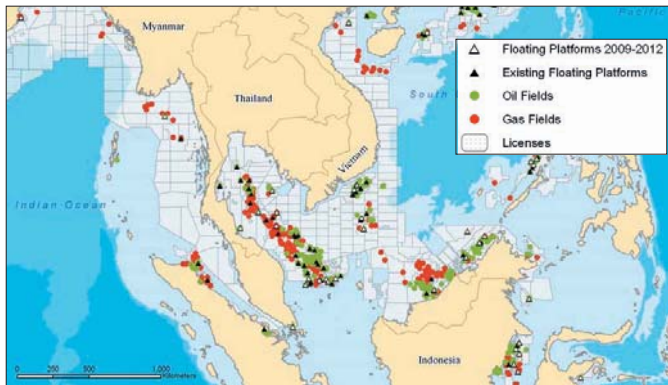 Myanmar
Pacific
Floating Platforms 2009-2012
Existing Floating Platforms
Oil Fields
Gas Fields
Licenses
Thailand
South
Vietnam
Indian Ocean
Indonesia
0 250 500 1,000
Kilometers